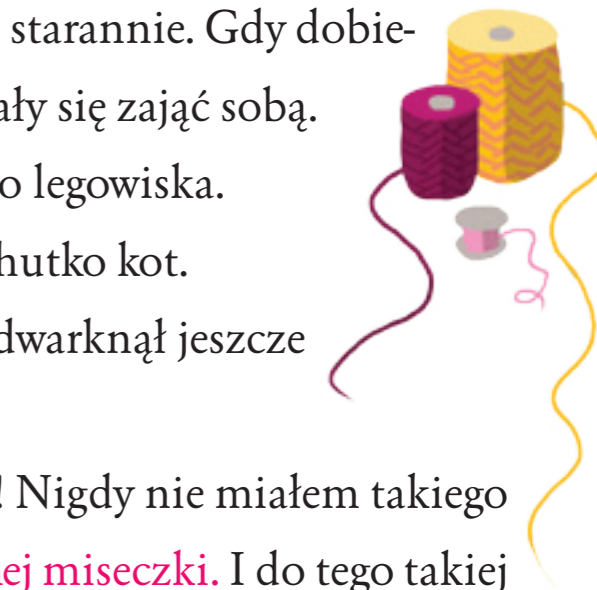 starannie. Gdy dobie-
ały się zająć sobą.
o legowiska.
hutko kot.
dwarknął jeszcze
! Nigdy nie miałem takiego
ej miseczki. I do tego takiej